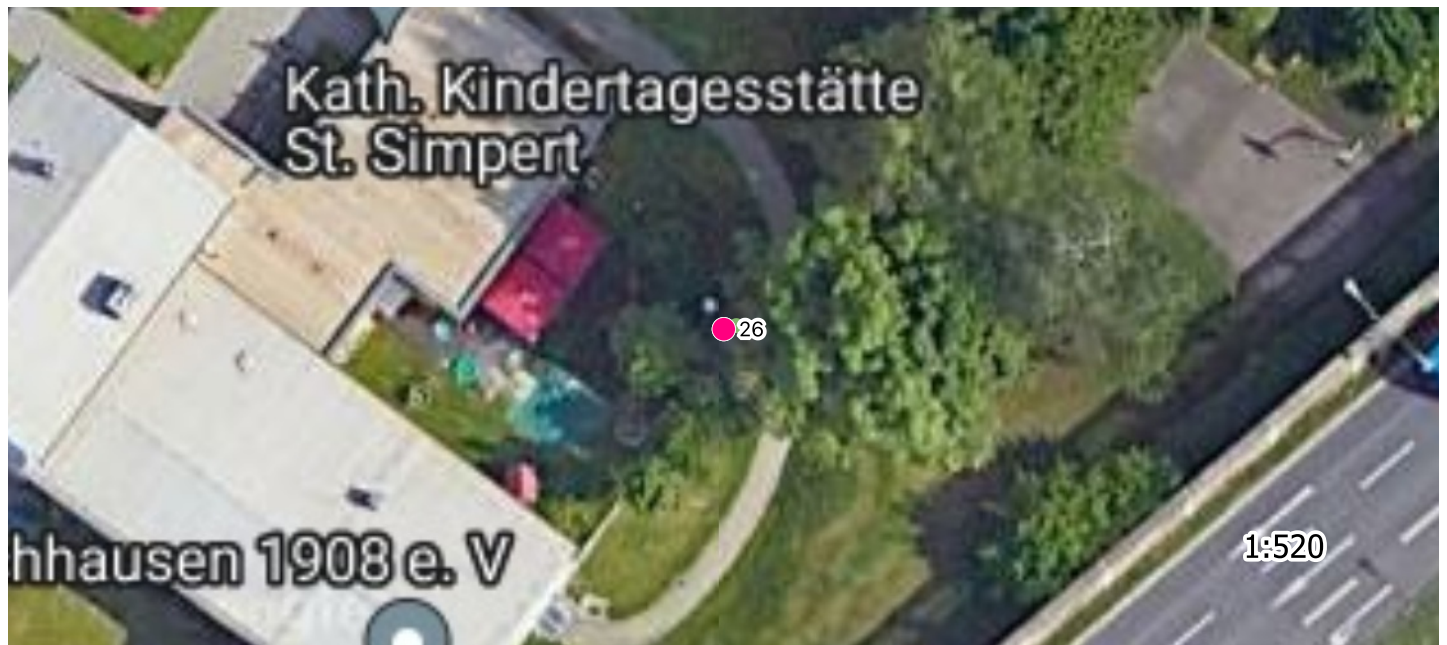 Kath. Kindertagesstätte
St. Simpert
26
hhausen 1908 e. V
1:520